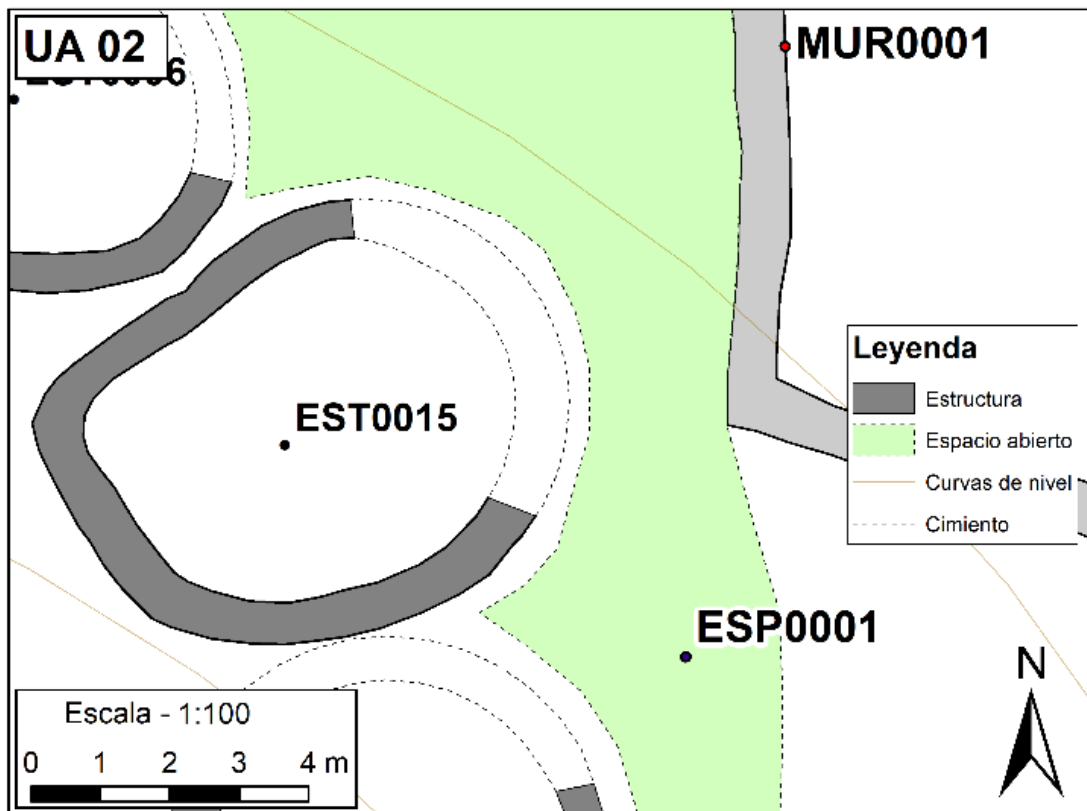 UA 02
MUR0001
EST0015
Leyenda
Estructura
Espacio abierto
Curvas de nivel
Cimiento
ESP0001
N
Escala - 1:100
0 1 2 3 4 m